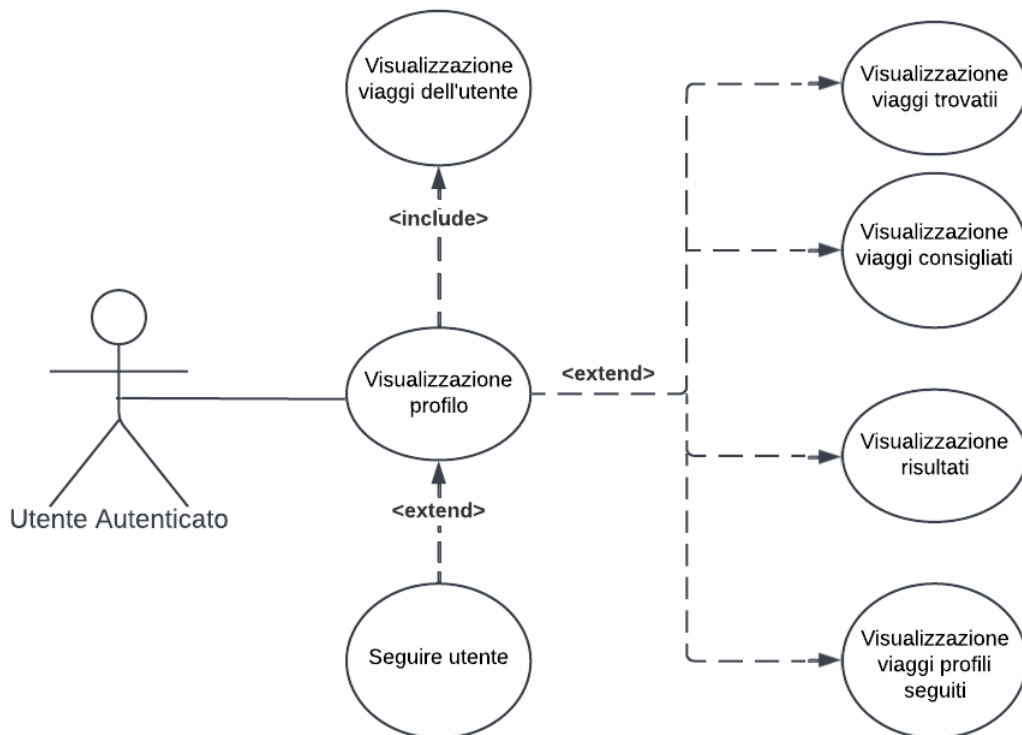 Visualizzazione
viaggi dell'utente
Visualizzazione
viaggi trovatii
<include>
Visualizzazione
viaggi consigliati
Visualizzazione
profilo
<extend>
Visualizzazione
risultati
<extend>
Utente Autenticato
Seguire utente
Visualizzazione
viaggi profili
seguiti